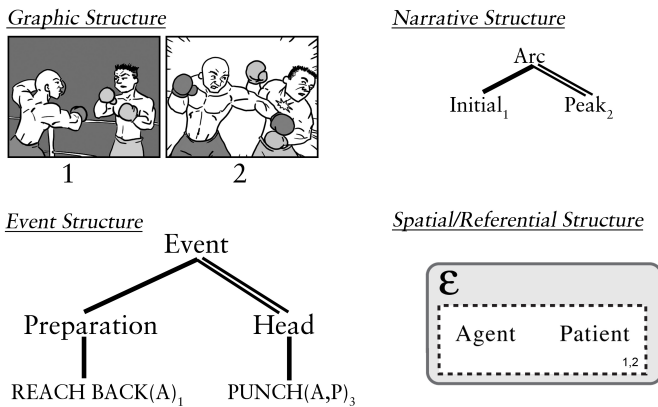 Graphic Structure
1
2
Narrative Structure
Arc
Initial₁
Peak₂
Event Structure
Event
Preparation
Head
REACH BACK(A)₁
PUNCH(A,P)₃
Spatial/Referential Structure
ε
Agent
Patient
1,2